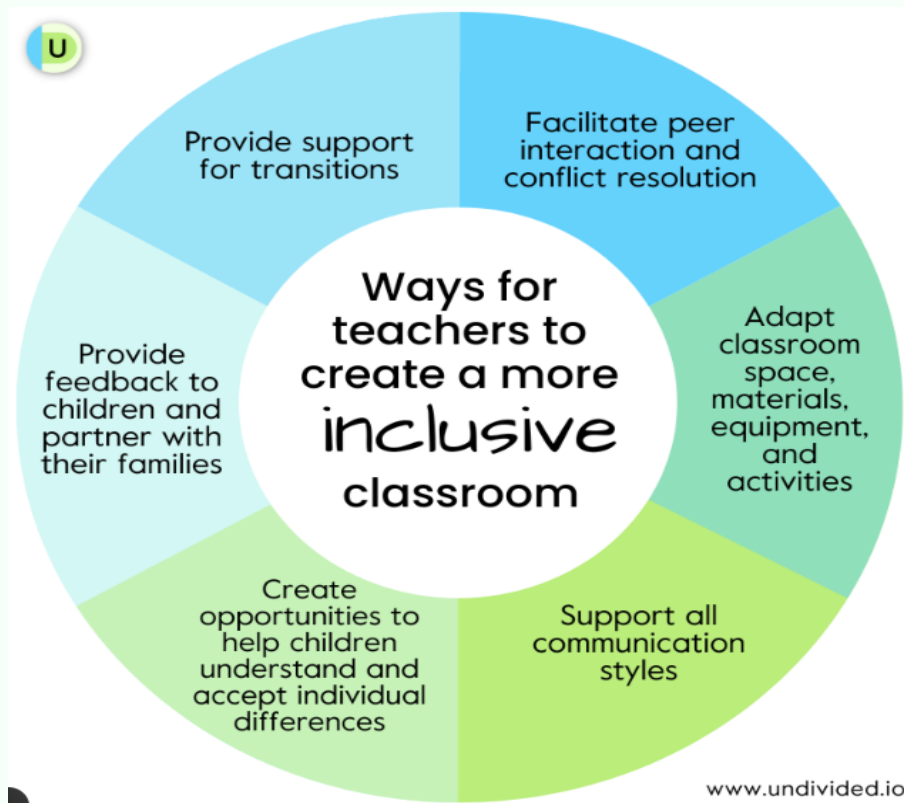 U
Ways for
teachers to
create a more
inclusive
classroom
Facilitate peer
interaction and
conflict resolution
Adapt
classroom
space,
materials,
equipment,
and
activities
Support all
communication
styles
Create
opportunities to
help children
understand and
accept individual
differences
Provide
feedback to
children and
partner with
their families
Provide support
for transitions
www.undivided.io